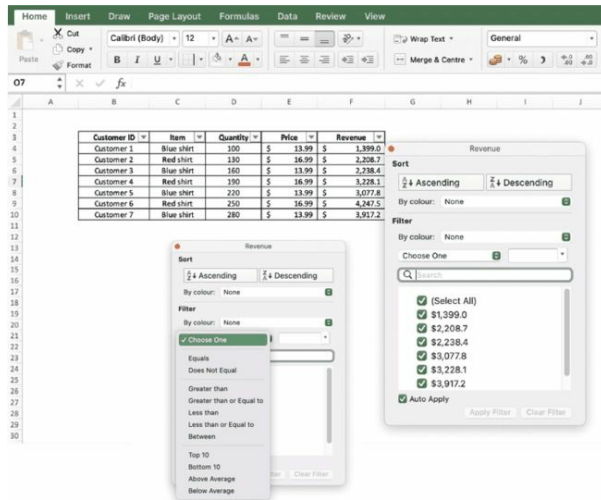 Home Insert Draw Page Layout Formulas Data Review View
Cut
Copy
Format
Paste
Calibri (Body) 12 A A
B I U A
Wrap Text
Merge & Centre
General
%
O7 fx
A B C D E F G H I J
1
2
3 Customer ID Item Quantity Price Revenue
4 Customer 1 Blue shirt 100 $ 13.99 $ 1,399.0
5 Customer 2 Red shirt 130 $ 16.99 $ 2,208.7
6 Customer 3 Blue shirt 160 $ 13.99 $ 2,238.4
7 Customer 4 Red shirt 190 $ 16.99 $ 3,228.1
8 Customer 5 Blue shirt 220 $ 13.99 $ 3,077.8
9 Customer 6 Red shirt 250 $ 16.99 $ 4,247.5
10 Customer 7 Blue shirt 280 $ 13.99 $ 3,917.2
11
12
13
14
15
16
17
18
19
20
21
22
23
24
25
26
27
28
29
30
Revenue
Sort
Ascending Descending
By colour: None
Filter
By colour: None
Choose One
Equals
Does Not Equal
Greater than
Greater than or Equal to
Less than
Less than or Equal to
Between
Top 10
Bottom 10
Above Average
Below Average
Clear Filter
Revenue
Sort
Ascending Descending
By colour: None
Filter
By colour: None
Choose One
Search
(Select All)
$1,399.0
$2,208.7
$2,238.4
$3,077.8
$3,228.1
$3,917.2
Auto Apply
Apply Filter Clear Filter